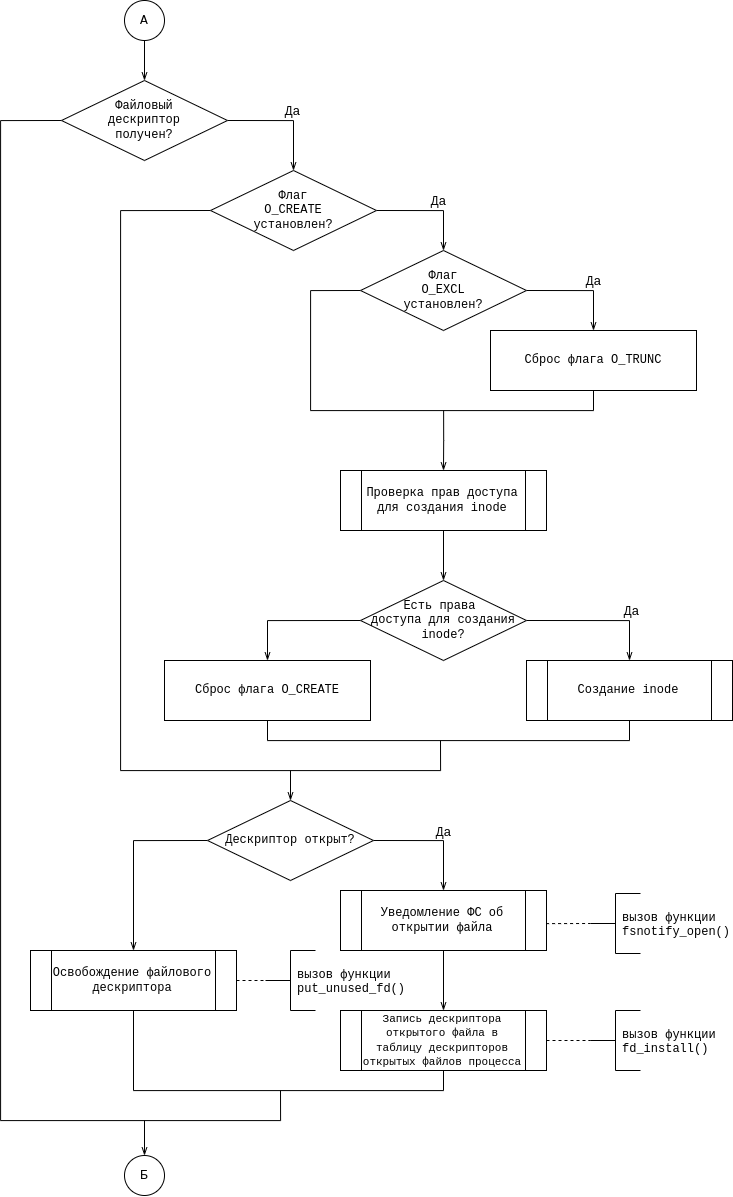 А
Файловый
дескриптор
получен?
Да
Флаг
O_CREATE
установлен?
Да
Флаг
O_EXCL
установлен?
Да
Сброс флага O_TRUNC
Проверка прав доступа
для создания inode
Есть права
доступа для создания
inode?
Да
Сброс флага O_CREATE
Создание inode
Дескриптор открыт?
Да
Уведомление ФС об
открытии файла
вызов функции
fsnotify_open()
Освобождение файлового
дескриптора
вызов функции
put_unused_fd()
Запись дескриптора
открытого файла в
таблицу дескрипторов
открытых файлов процесса
вызов функции
fd_install()
Б